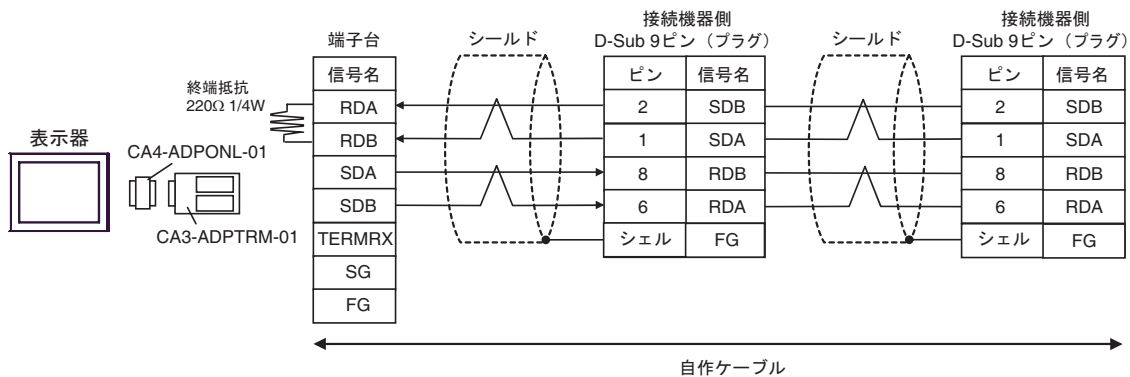 表示器
CA4-ADPONL-01
CA3-ADPTRM-01
終端抵抗
220Ω 1/4W
端子台
信号名
RDA
RDB
SDA
SDB
TERMRX
SG
FG
シールド
接続機器側
D-Sub 9ピン（プラグ）
ピン 信号名
2 SDB
1 SDA
8 RDB
6 RDA
シェル FG
シールド
接続機器側
D-Sub 9ピン（プラグ）
ピン 信号名
2 SDB
1 SDA
8 RDB
6 RDA
シェル FG
自作ケーブル